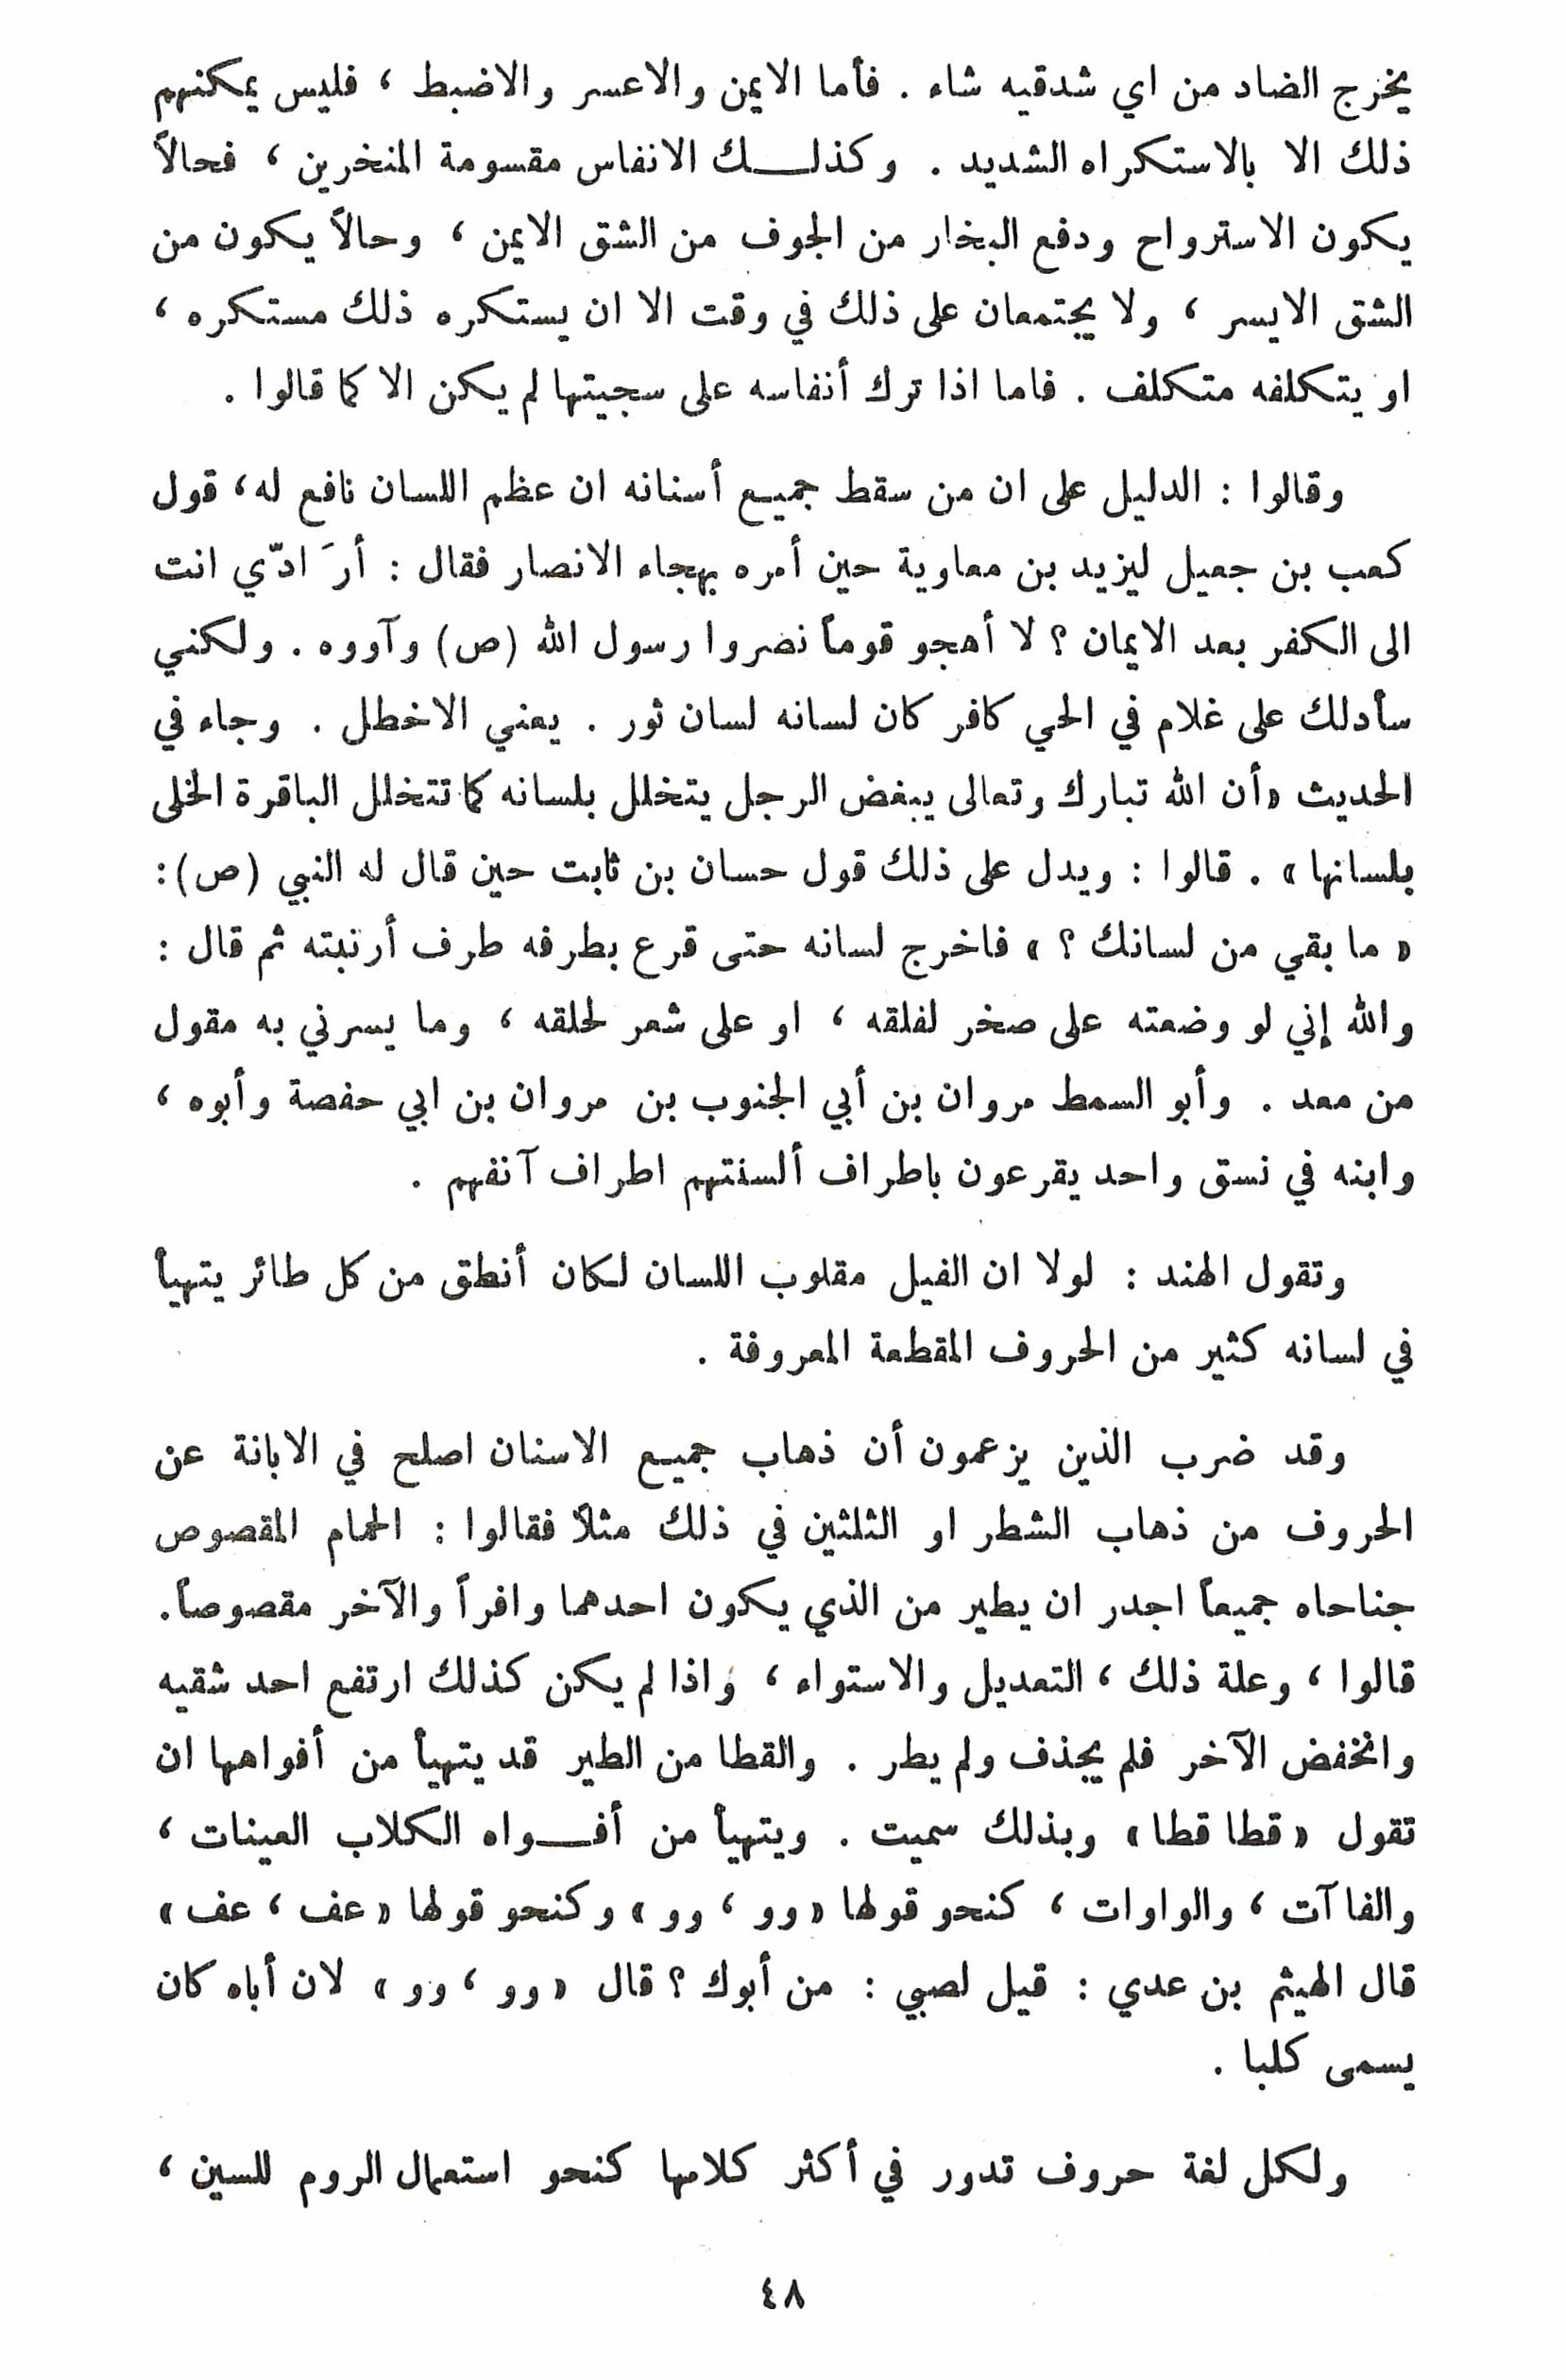 يخرج الضاد من اي شدقيه شاء . فأما الايمن والاعسر والاضبط ، فليس يمكنهم
ذلك الا بالاستكراه الشديد . وكذلـــك الانفاس مقسومة المنخرين ، فحالاً
يكون الاسترواح ودفع البخار من الجوف من الشق الايمن ، وحالاً يكون من
الشق الايسر ، ولا يجتمعان على ذلك في وقت الا ان يستكره ذلك مستكره ،
او يتكلفه متكلف . فاما اذا ترك أنفاسه على سجيتها لم يكن الا كما قالوا .
وقالوا : الدليل على ان من سقط جميع أسنانه ان عظم اللسان نافع له، قول
كعب بن جعيل ليزيد بن معاوية حين أمره بهجاء الانصار فقال : أرَ ادّي انت
الى الكفر بعد الايمان ؟ لا أهجو قوماً نصروا رسول الله (ص) وآووه . ولكني
سأدلك على غلام في الحي كافر كان لسانه لسان ثور . يعني الاخطل . وجاء في
الحديث «أن الله تبارك وتعالى يبغض الرجل يتخلل بلسانه كما تتخلل الباقرة الخلى
بلسانها» . قالوا : ويدل على ذلك قول حسان بن ثابت حين قال له النبي (ص):
« ما بقي من لسانك ؟ » فاخرج لسانه حتى قرع بطرفه طرف أرنبته ثم قال :
والله إني لو وضعته على صخر لفلقه ، او على شعر لحلقه ، وما يسرني به مقول
من معد . وأبو السمط مروان بن أبي الجنوب بن مروان بن ابي حفصة وأبوه ،
وابنه في نسق واحد يقرعون باطراف ألسنتهم اطراف آنفهم .
وتقول الهند : لولا ان الفيل مقلوب اللسان لكان أنطق من كل طائر يتهيأ
في لسانه كثير من الحروف المقطعة المعروفة .
وقد ضرب الذين يزعمون أن ذهاب جميع الاسنان اصلح في الابانة عن
الحروف من ذهاب الشطر او الثلثين في ذلك مثلاً فقالوا : الحمام المقصوص
جناحاه جميعاً اجدر ان يطير من الذي يكون احدهما وافراً والآخر مقصوصاً.
قالوا ، وعلة ذلك ، التعديل والاستواء ، واذا لم يكن كذلك ارتفع احد شقيه
وانخفض الآخر فلم يجذف ولم يطر . والقطا من الطير قد يتهيأ من أفواهها ان
تقول «قطا قطا» وبذلك سميت . ويتهيأ من أفـــواه الكلاب العينات ،
والفاآت ، والواوات ، كنحو قولها «وو ، وو» وكنحو قولها «عف ، عف»
قال الهيثم بن عدي : قيل لصبي : من أبوك ؟ قال «وو ، وو» لان أباه كان
يسمى كلبا .
ولكل لغة حروف تدور في أكثر كلامها كنحو استعمال الروم للسين ،
٤٨